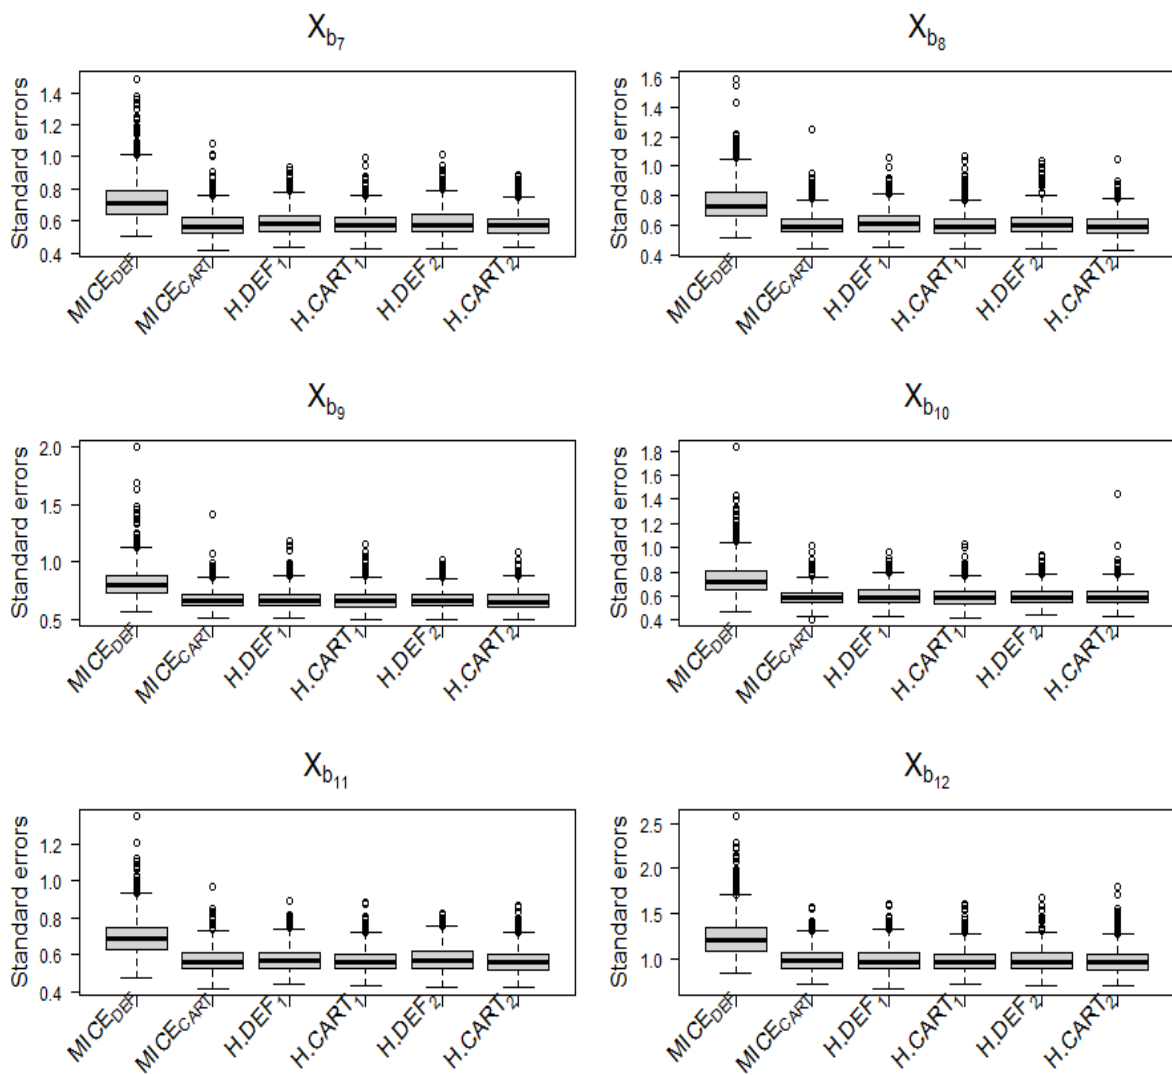 X_b7
Standard errors
1.4
1.2
1.0
0.8
0.6
0.4
MICE_DEF
MICE_CART
H.DEF_1
H.CART_1
H.DEF_2
H.CART_2
X_b8
Standard errors
1.6
1.4
1.2
1.0
0.8
0.6
0.4
MICE_DEF
MICE_CART
H.DEF_1
H.CART_1
H.DEF_2
H.CART_2
X_b9
Standard errors
2.0
1.5
1.0
0.5
MICE_DEF
MICE_CART
H.DEF_1
H.CART_1
H.DEF_2
H.CART_2
X_b10
Standard errors
1.8
1.6
1.4
1.2
1.0
0.8
0.6
0.4
MICE_DEF
MICE_CART
H.DEF_1
H.CART_1
H.DEF_2
H.CART_2
X_b11
Standard errors
1.2
1.0
0.8
0.6
0.4
MICE_DEF
MICE_CART
H.DEF_1
H.CART_1
H.DEF_2
H.CART_2
X_b12
Standard errors
2.5
2.0
1.5
1.0
MICE_DEF
MICE_CART
H.DEF_1
H.CART_1
H.DEF_2
H.CART_2